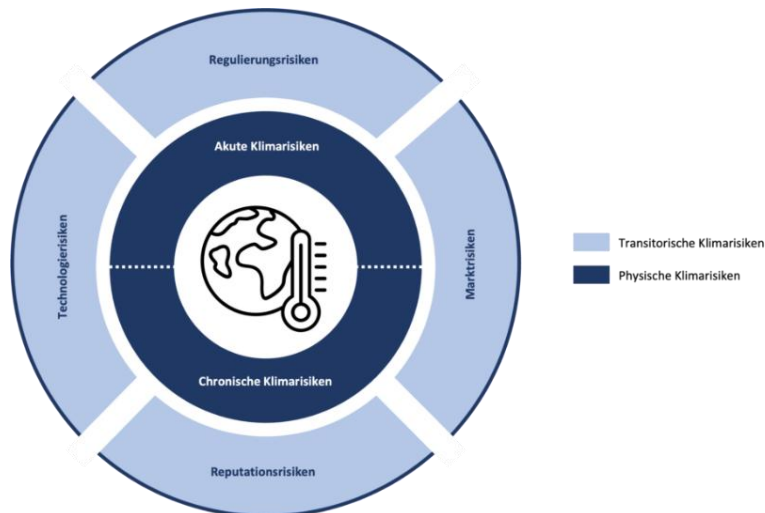 Regulierungsrisiken
Akute Klimarisiken
Technologierisiken
Marktrisiken
Chronische Klimarisiken
Reputationsrisiken
Transitorische Klimarisiken
Physische Klimarisiken